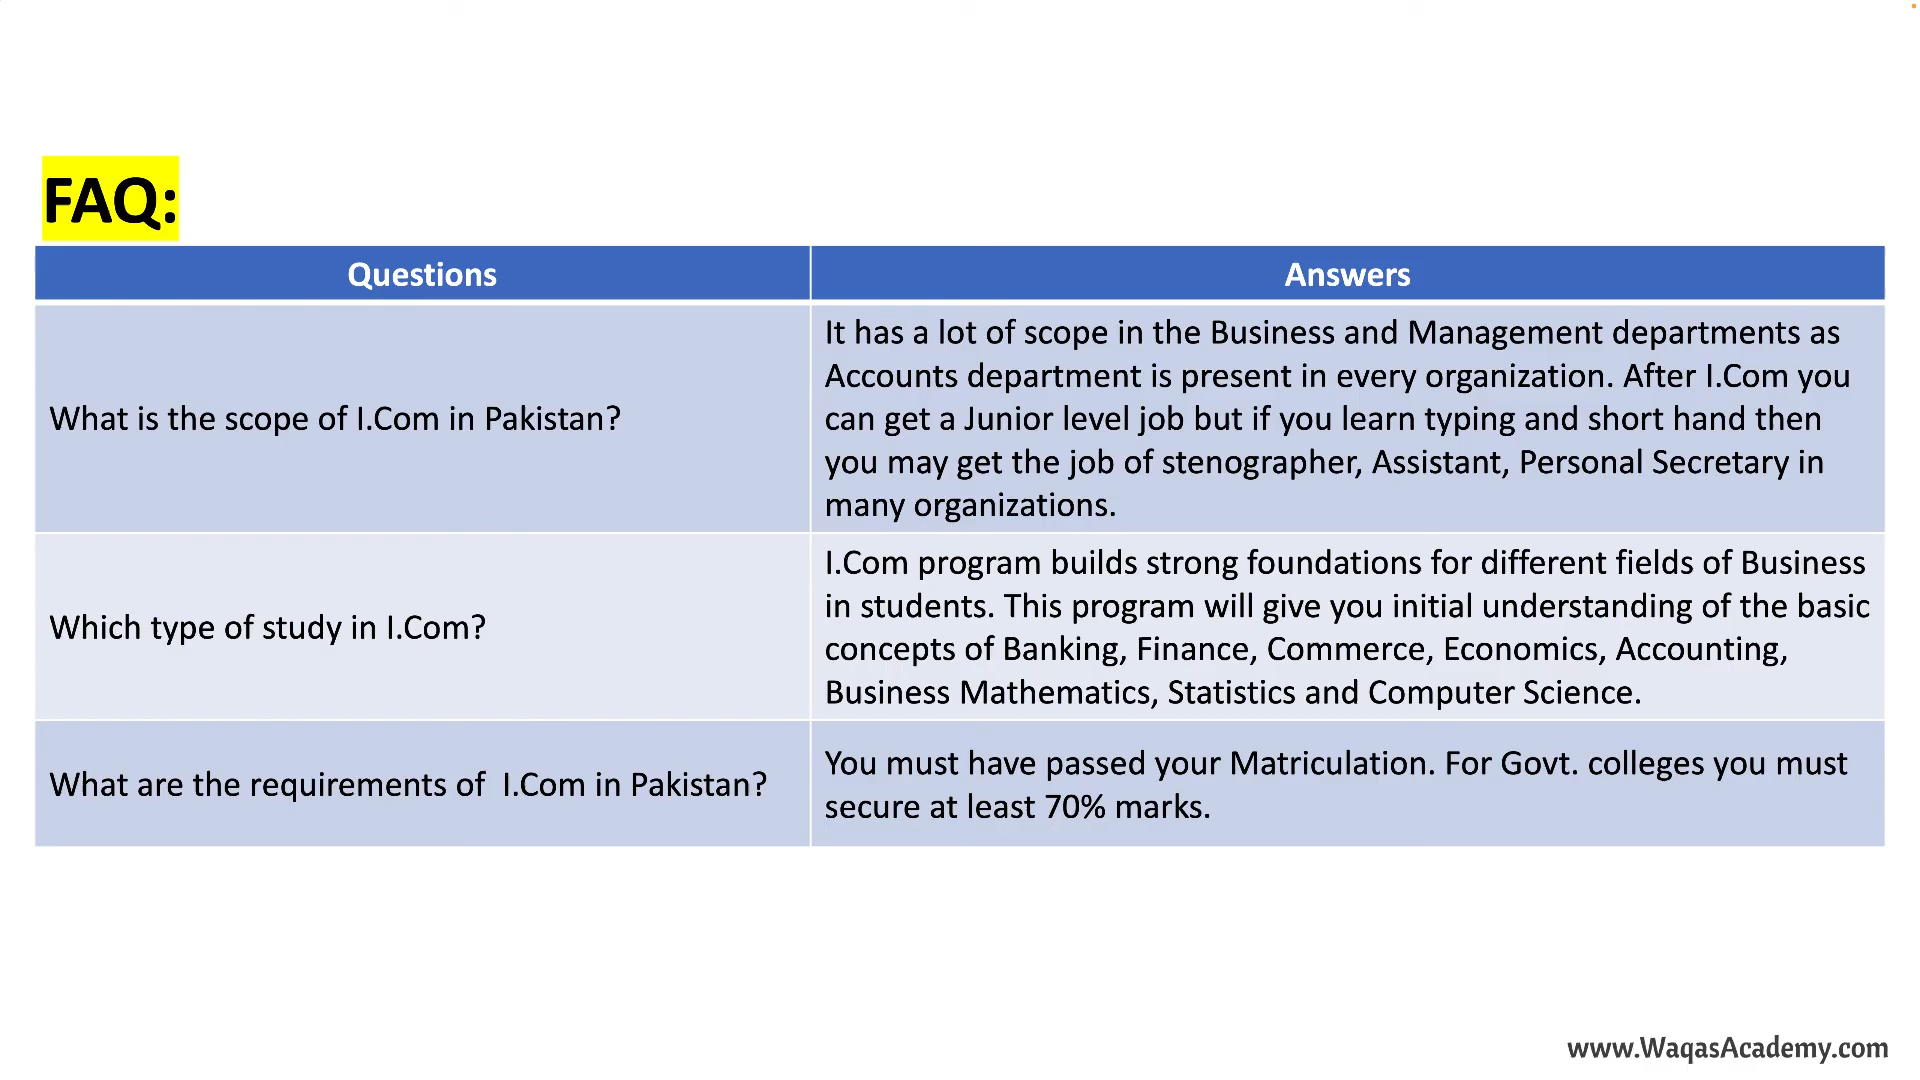 FAQ:
Questions
Answers
What is the scope of I.Com in Pakistan?
It has a lot of scope in the Business and Management departments as
Accounts department is present in every organization. After I.Com you
can get a Junior level job but if you learn typing and short hand then
you may get the job of stenographer, Assistant, Personal Secretary in
many organizations.
Which type of study in I.Com?
I.Com program builds strong foundations for different fields of Business
in students. This program will give you initial understanding of the basic
concepts of Banking, Finance, Commerce, Economics, Accounting,
Business Mathematics, Statistics and Computer Science.
What are the requirements of  I.Com in Pakistan?
You must have passed your Matriculation. For Govt. colleges you must
secure at least 70% marks.
www.WaqasAcademy.com